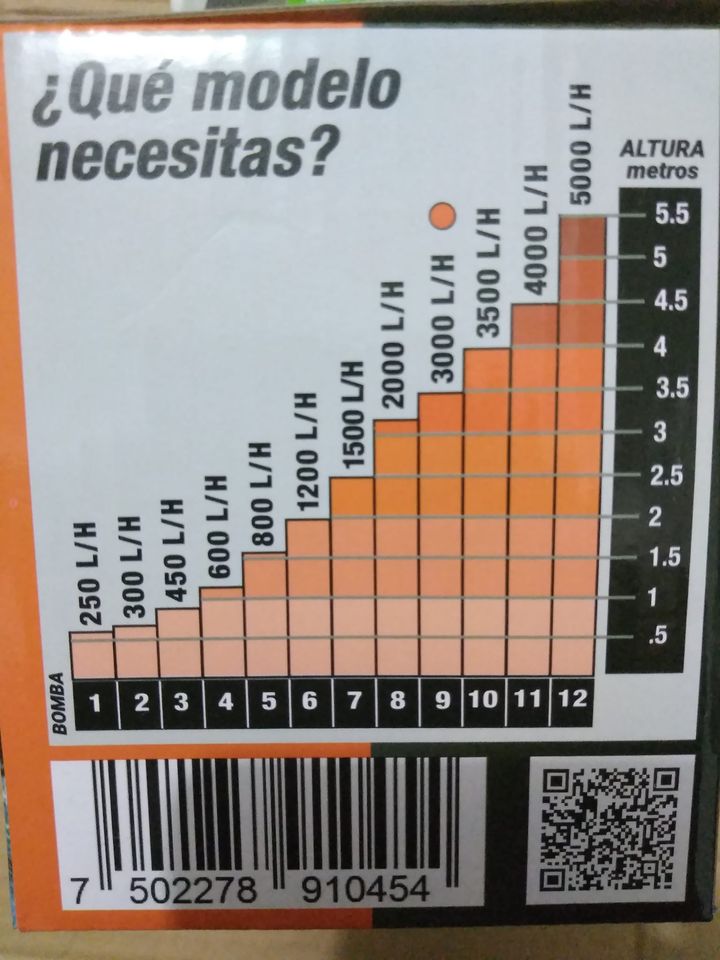 ¿Qué modelo
necesitas?
ALTURA
metros
5.5
5
4.5
4
3.5
3
2.5
2
1.5
1
.5
250 L/H
300 L/H
450 L/H
600 L/H
800 L/H
1200 L/H
1500 L/H
2000 L/H
3000 L/H
3500 L/H
4000 L/H
5000 L/H
BOMBA
1 2 3 4 5 6 7 8 9 10 11 12
7 502278 910454